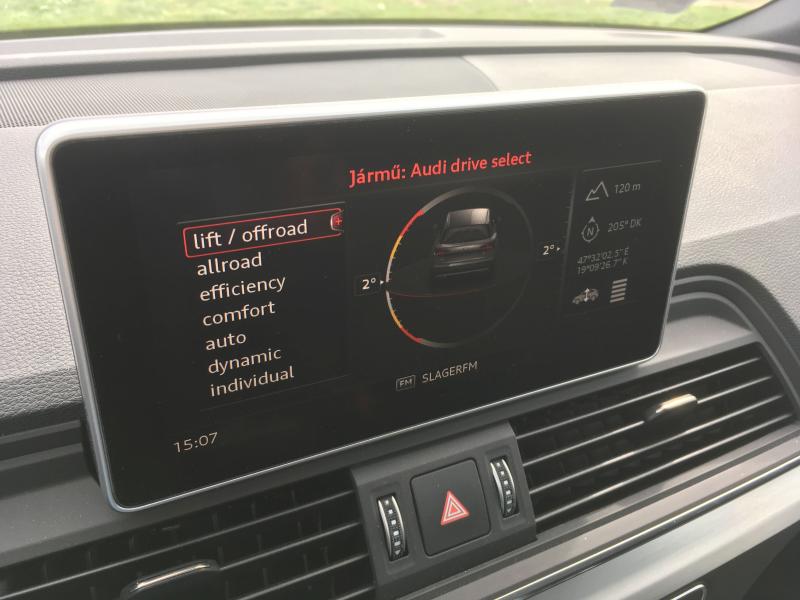 Jármű: Audi drive select
lift / offroad
allroad
efficiency
comfort
auto
dynamic
individual
2°
2°
120 m
N
205° DK
47°32'02.5" É
19°09'26.7" K
FM SLAGERFM
15:07